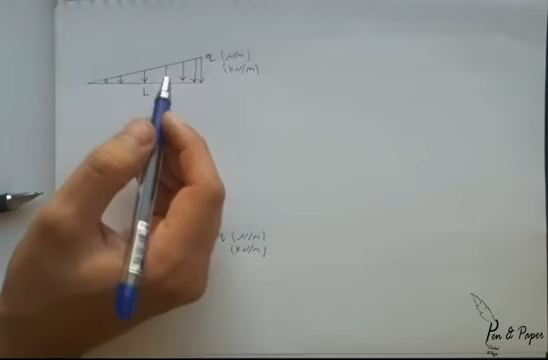 q (N/m)
(kN/m)
L
q (N/m)
(kN/m)
Pen & Paper